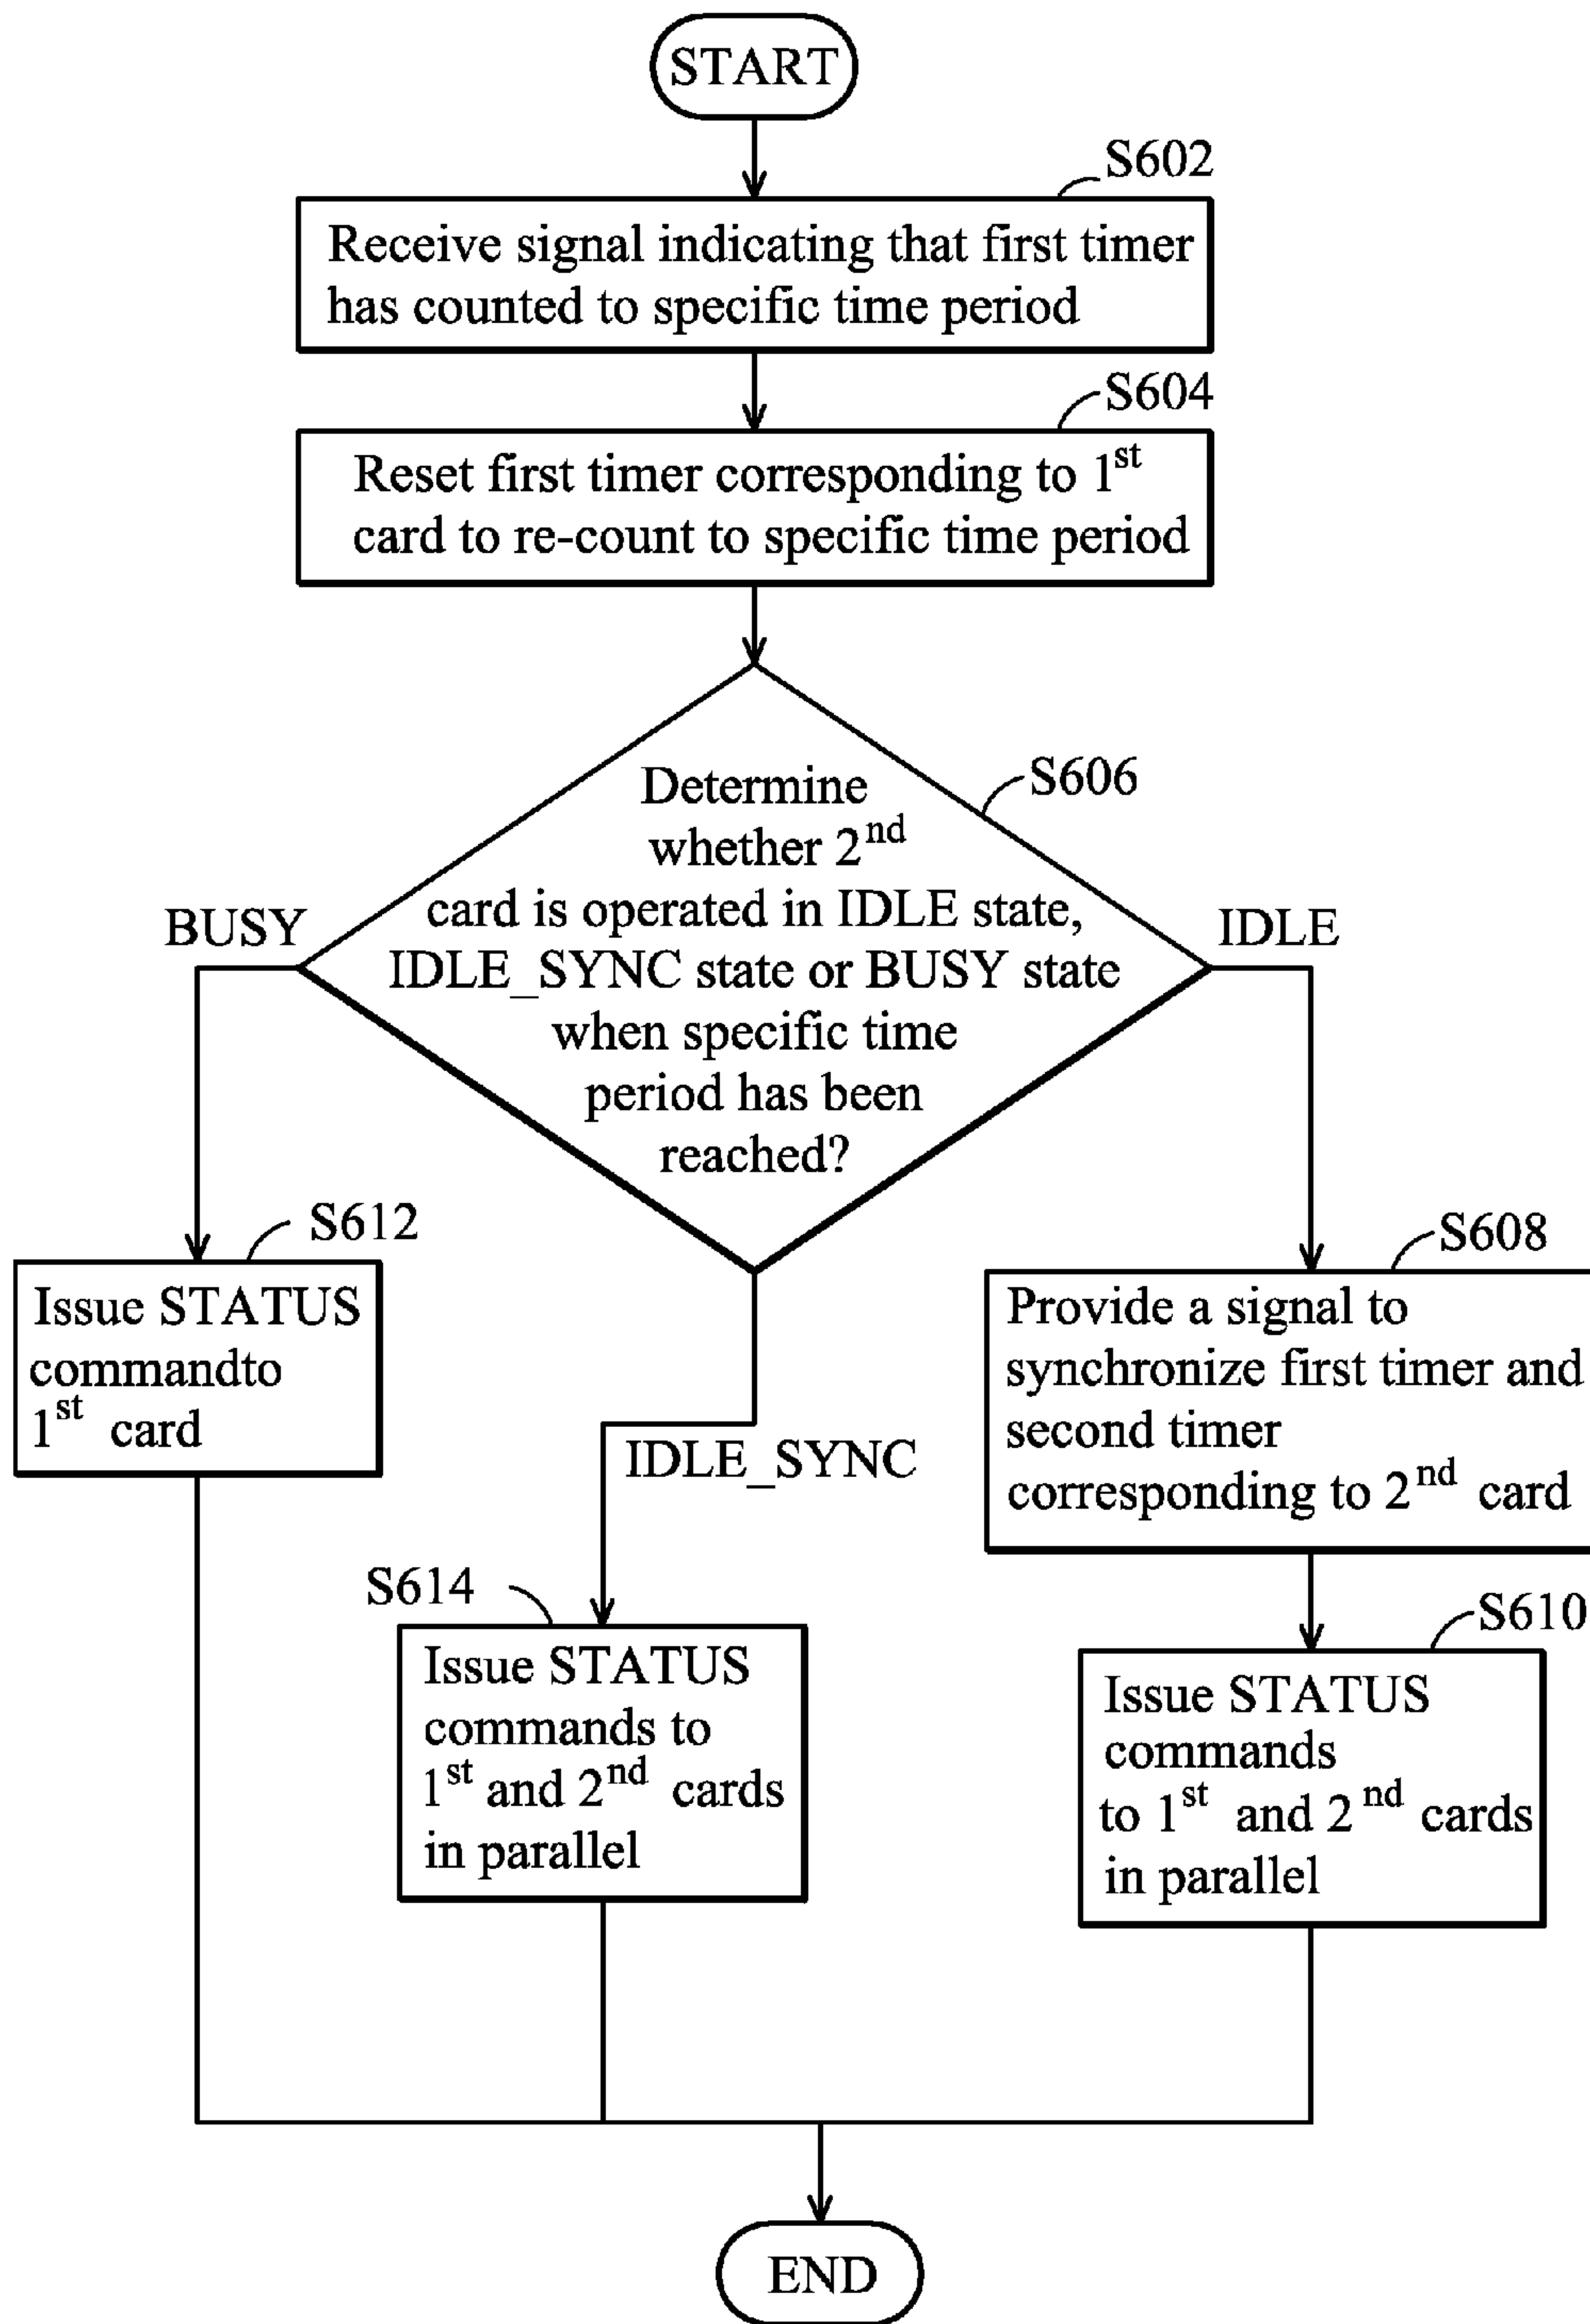 START
S602
Receive signal indicating that first timer
has counted to specific time period
S604
Reset first timer corresponding to 1st
card to re-count to specific time period
S606
Determine
whether 2nd
card is operated in IDLE state,
IDLE_SYNC state or BUSY state
when specific time
period has been
reached?
BUSY
IDLE
IDLE_SYNC
S612
Issue STATUS
commandto
1st card
S614
Issue STATUS
commands to
1st and 2nd cards
in parallel
S608
Provide a signal to
synchronize first timer and
second timer
corresponding to 2nd card
S610
Issue STATUS
commands
to 1st and 2nd cards
in parallel
END